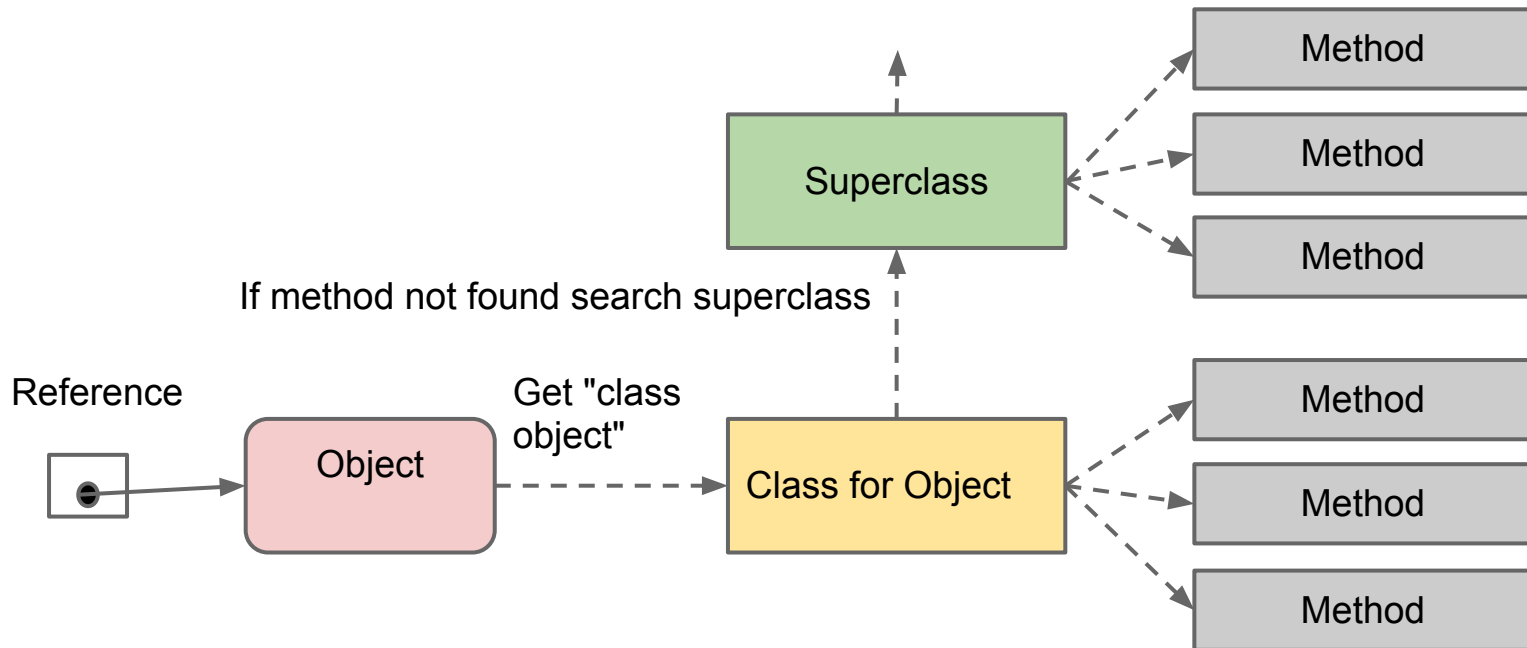 Method
Method
Superclass
Method
If method not found search superclass
Reference
Get "class
object"
Method
Object
Class for Object
Method
Method